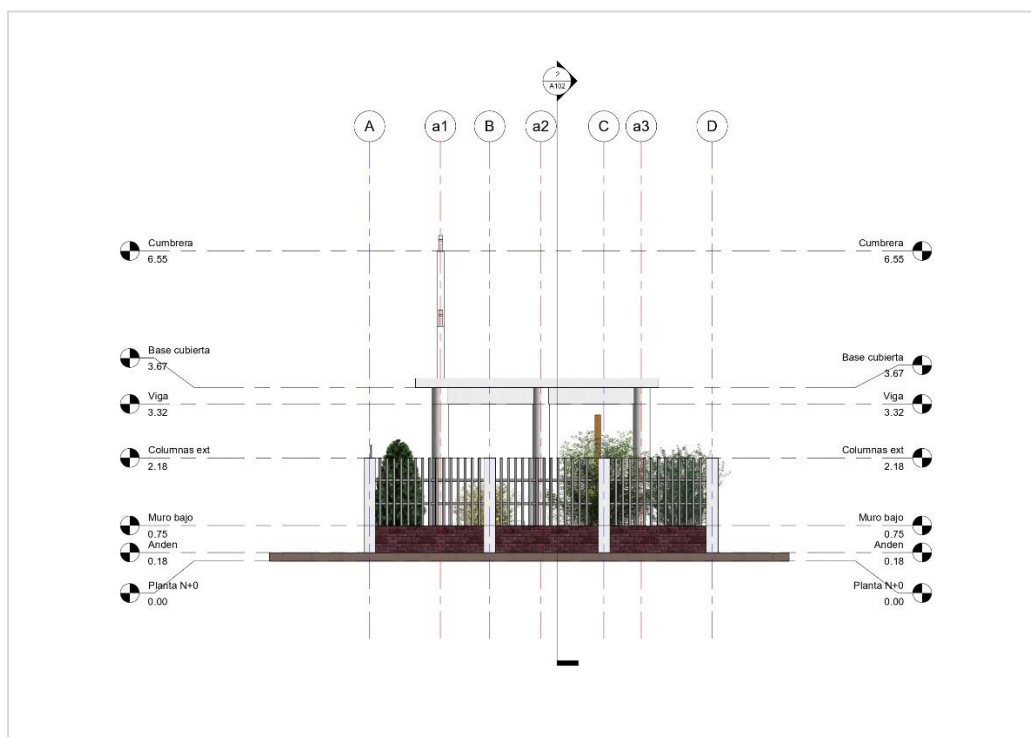 2
A102
A a1 B a2 C a3 D
Cumbrera Cumbrera
6.55 6.55
Base cubierta Base cubierta
3.67 3.67
Viga Viga
3.32 3.32
Columnas ext Columnas ext
2.18 2.18
Muro bajo Muro bajo
0.75 0.75
Anden Anden
0.18 0.18
Planta N+0 Planta N+0
0.00 0.00